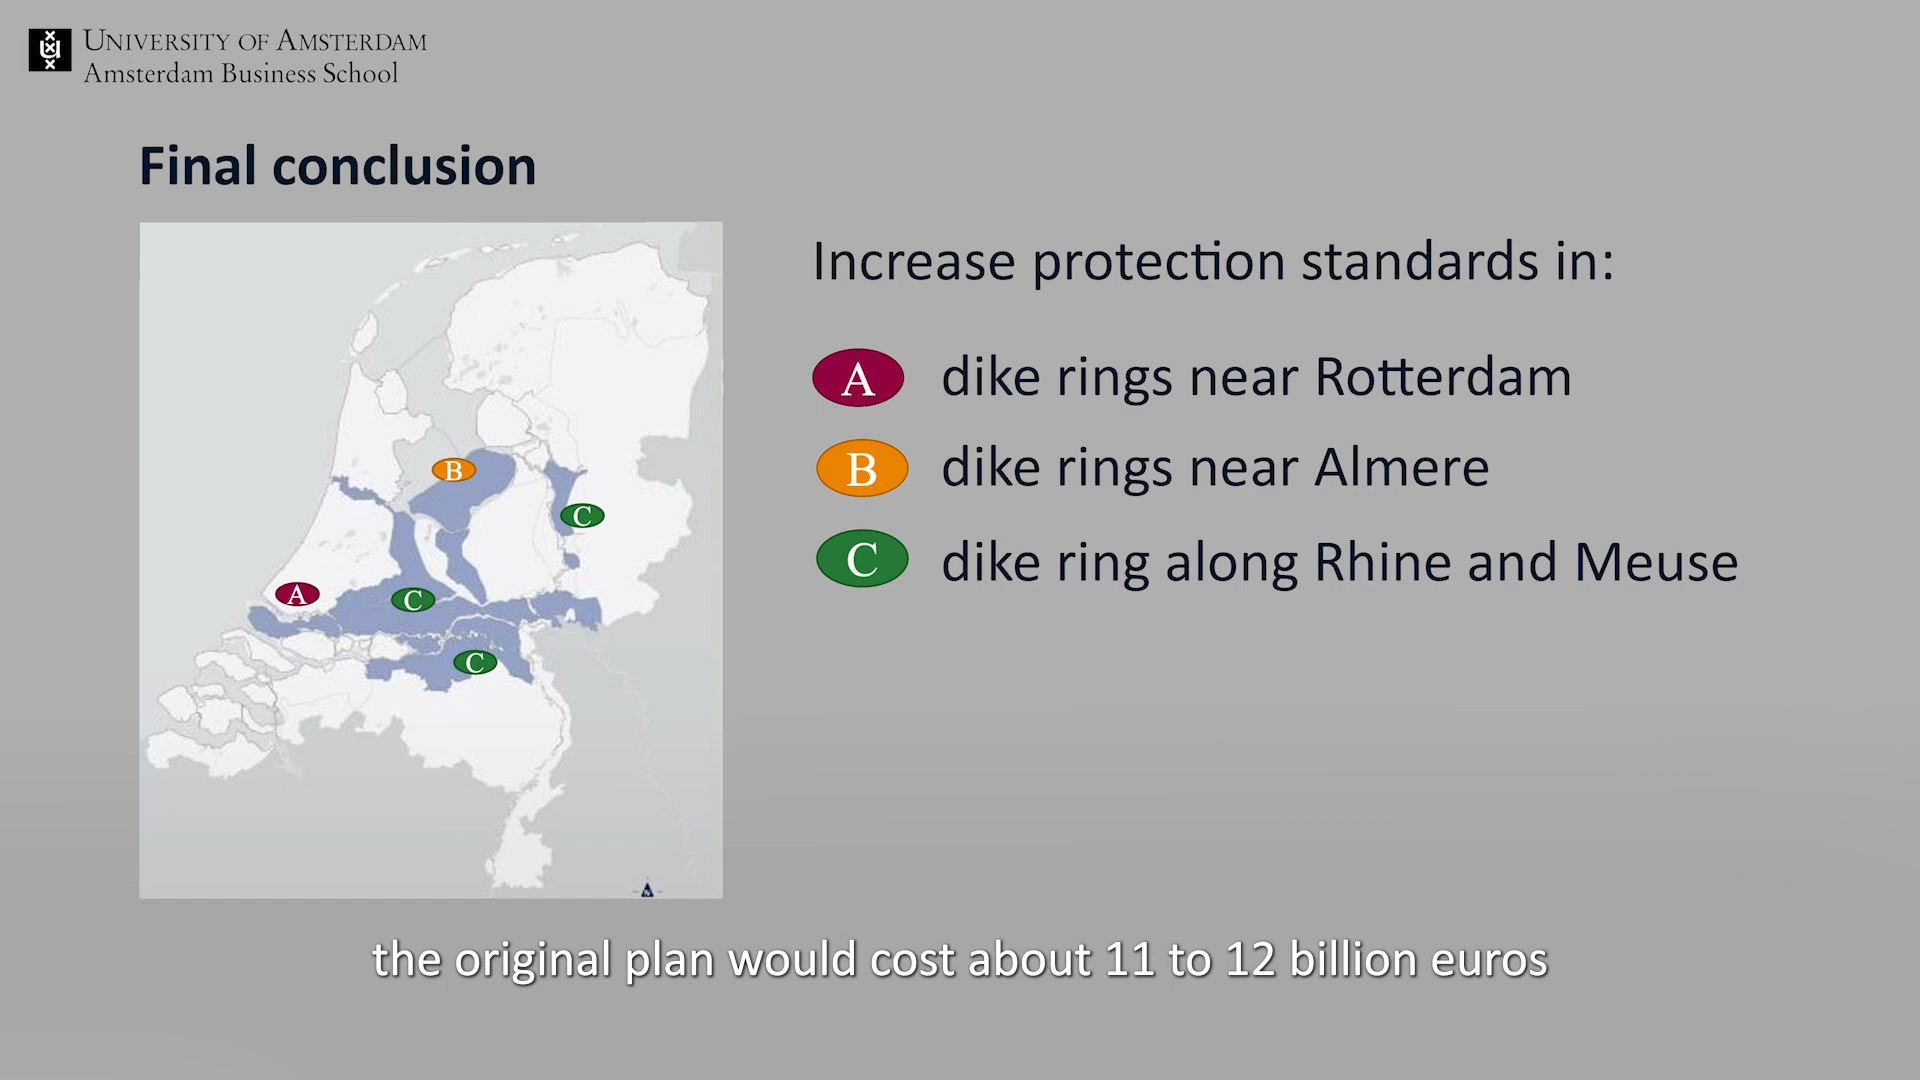 UNIVERSITY OF AMSTERDAM
Amsterdam Business School
Final conclusion
Increase protection standards in:
A dike rings near Rotterdam
B dike rings near Almere
C dike ring along Rhine and Meuse
B
C
A
C
C
the original plan would cost about 11 to 12 billion euros